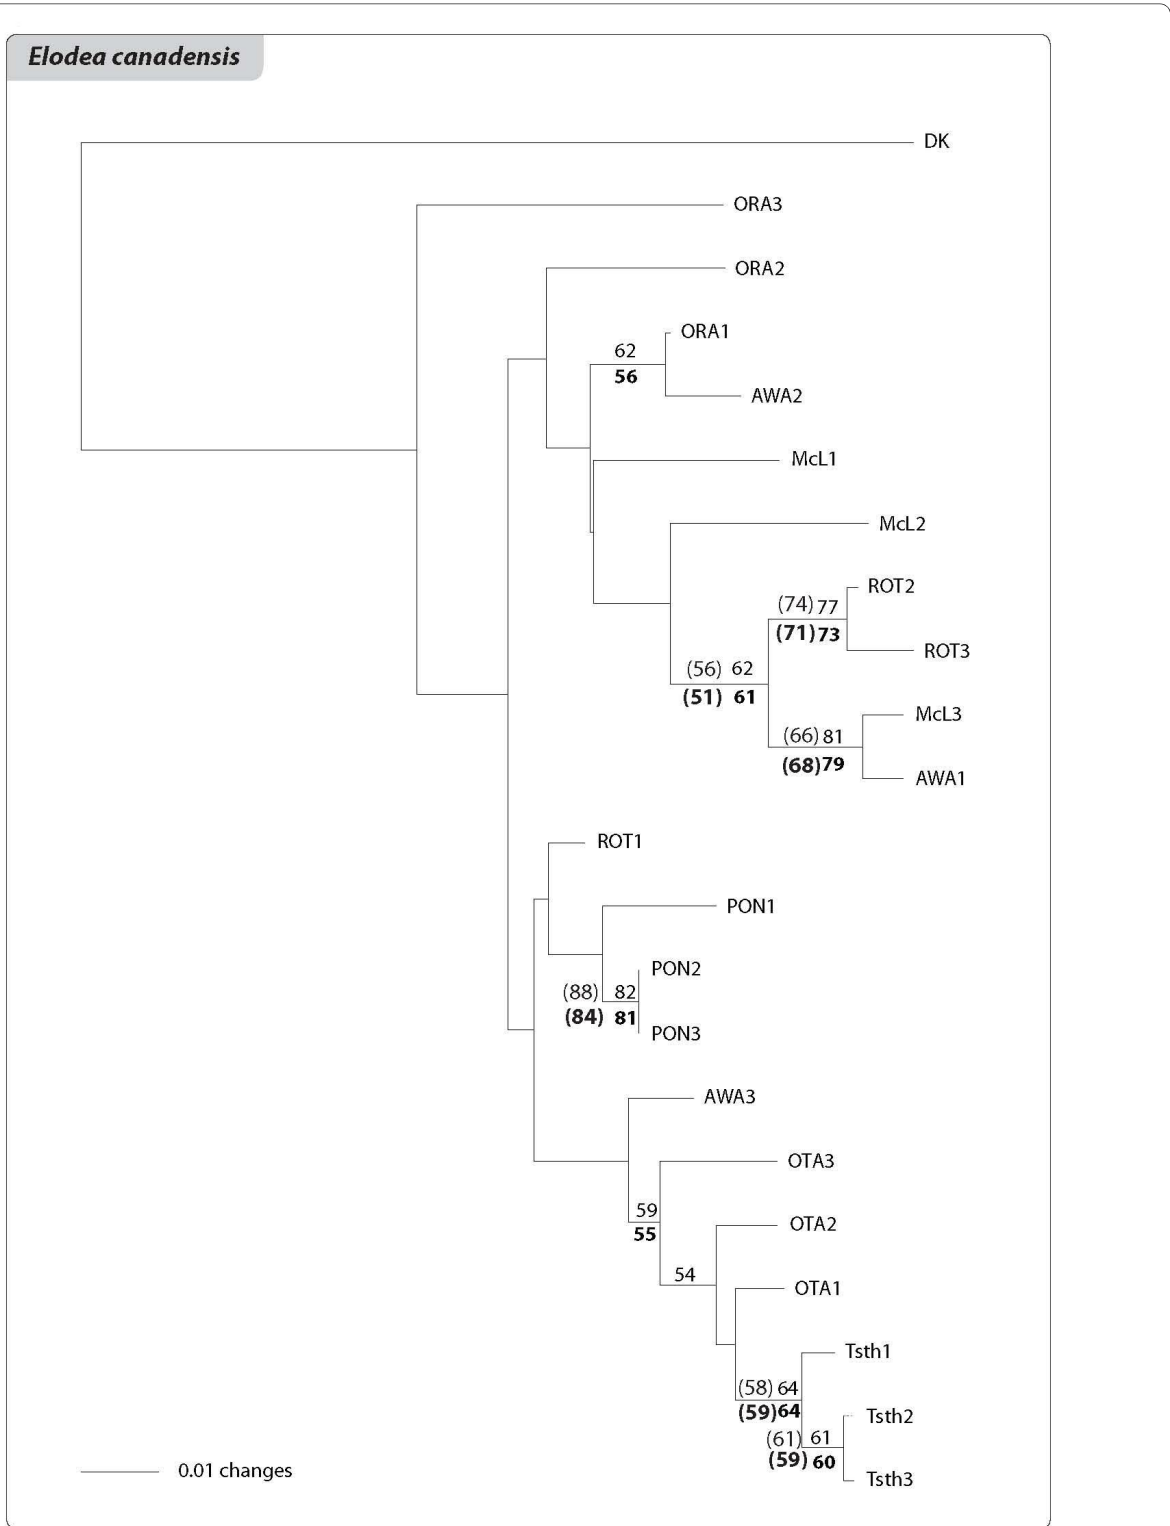 Elodea canadensis
DK
ORA3
ORA2
ORA1
62
56
AWA2
McL1
McL2
ROT2
(74) 77
(71) 73
ROT3
(56) 62
(51) 61
McL3
(66) 81
(68) 79
AWA1
ROT1
PON1
PON2
(88) 82
(84) 81
PON3
AWA3
OTA3
59
55
OTA2
54
OTA1
Tsth1
(58) 64
(59) 64
Tsth2
(61) 61
(59) 60
0.01 changes
Tsth3